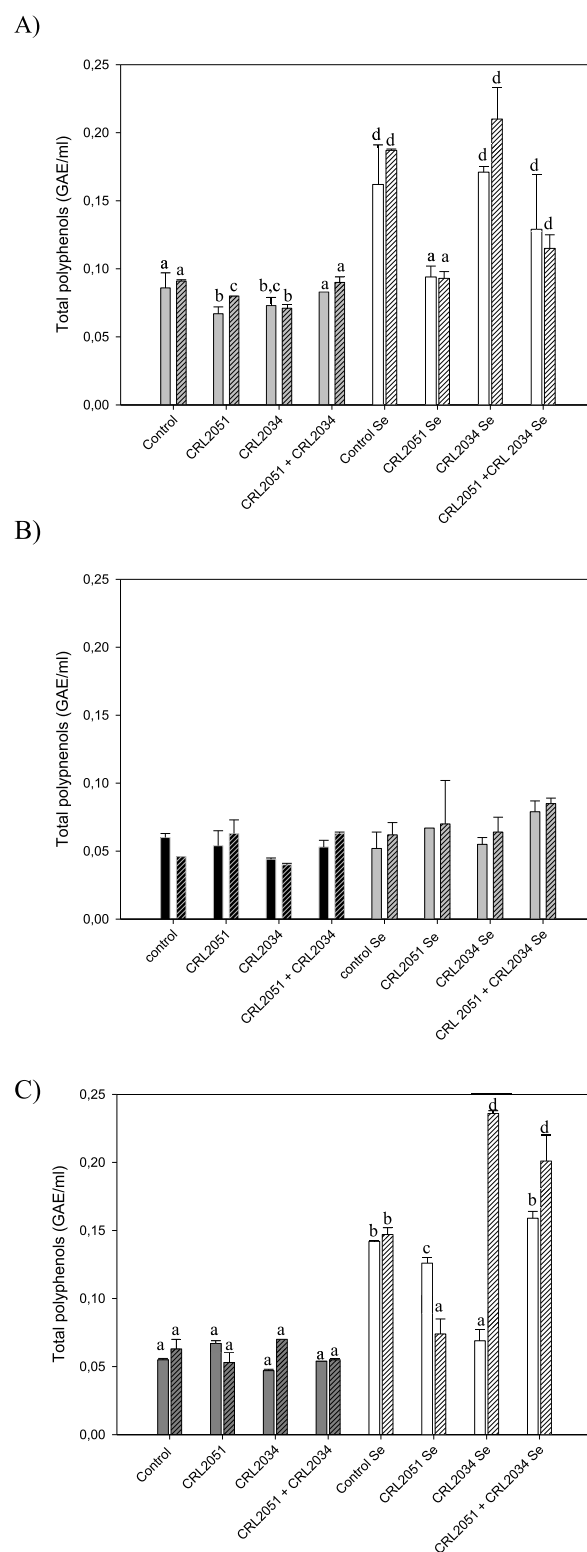 A)
Total polyphenols (GAE/ml)
0,25
0,20
0,15
0,10
0,05
0,00
a a b c b,c b a a d d a a d d d d
Control
CRL2051
CRL2034
CRL2051 + CRL2034
Control Se
CRL2051 Se
CRL2034 Se
CRL2051 +CRL 2034 Se
B)
Total polypnenols (GAE/ml)
0,25
0,20
0,15
0,10
0,05
0,00
control
CRL2051
CRL2034
CRL2051 + CRL2034
control Se
CRL2051 Se
CRL2034 Se
CRL 2051 + CRL2034 Se
C)
Total polyphenols (GAE/ml)
0,25
0,20
0,15
0,10
0,05
0,00
a a a a a a a a b b c a a d b d
Control
CRL2051
CRL2034
CRL2051 + CRL2034
Control Se
CRL2051 Se
CRL2034 Se
CRL2051 + CRL2034 Se